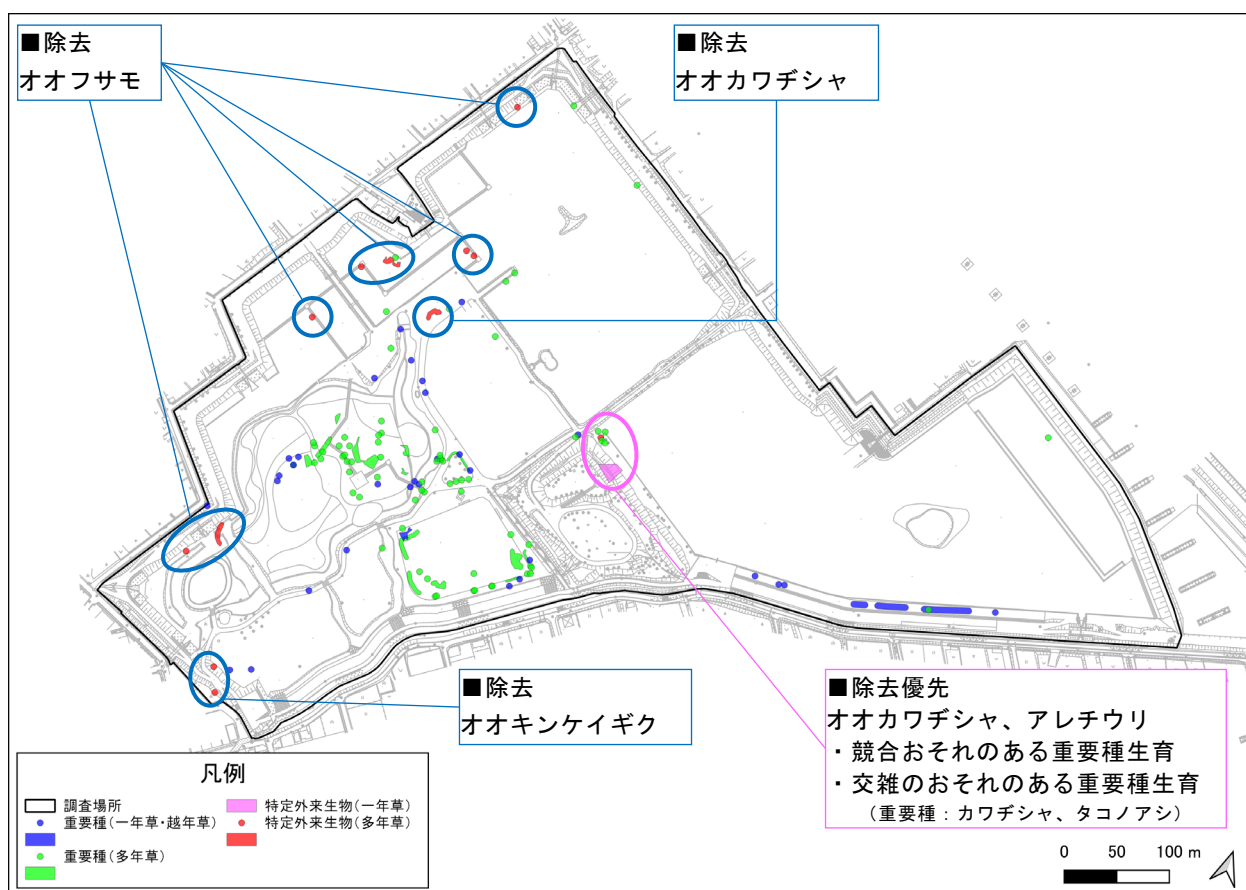 ■除去
オオフサモ
■除去
オオカワヂシャ
■除去
オオキンケイギク
■除去優先
オオカワヂシャ、アレチウリ
・競合おそれのある重要種生育
・交雑のおそれのある重要種生育
（重要種：カワヂシャ、タコノアシ）
凡例
調査場所
重要種(一年草・越年草)
重要種(多年草)
特定外来生物(一年草)
特定外来生物(多年草)
0 50 100 m